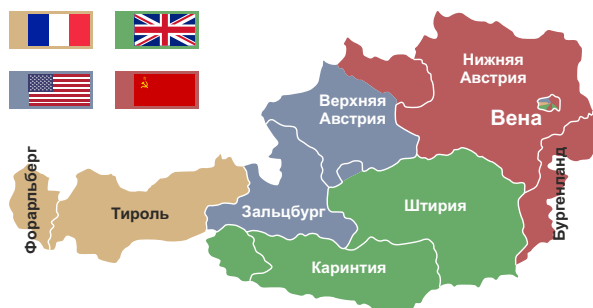 Нижняя
Австрия
Верхняя
Австрия
Вена
Форарльберг
Тироль
Зальцбург
Штирия
Бургенланд
Каринтия